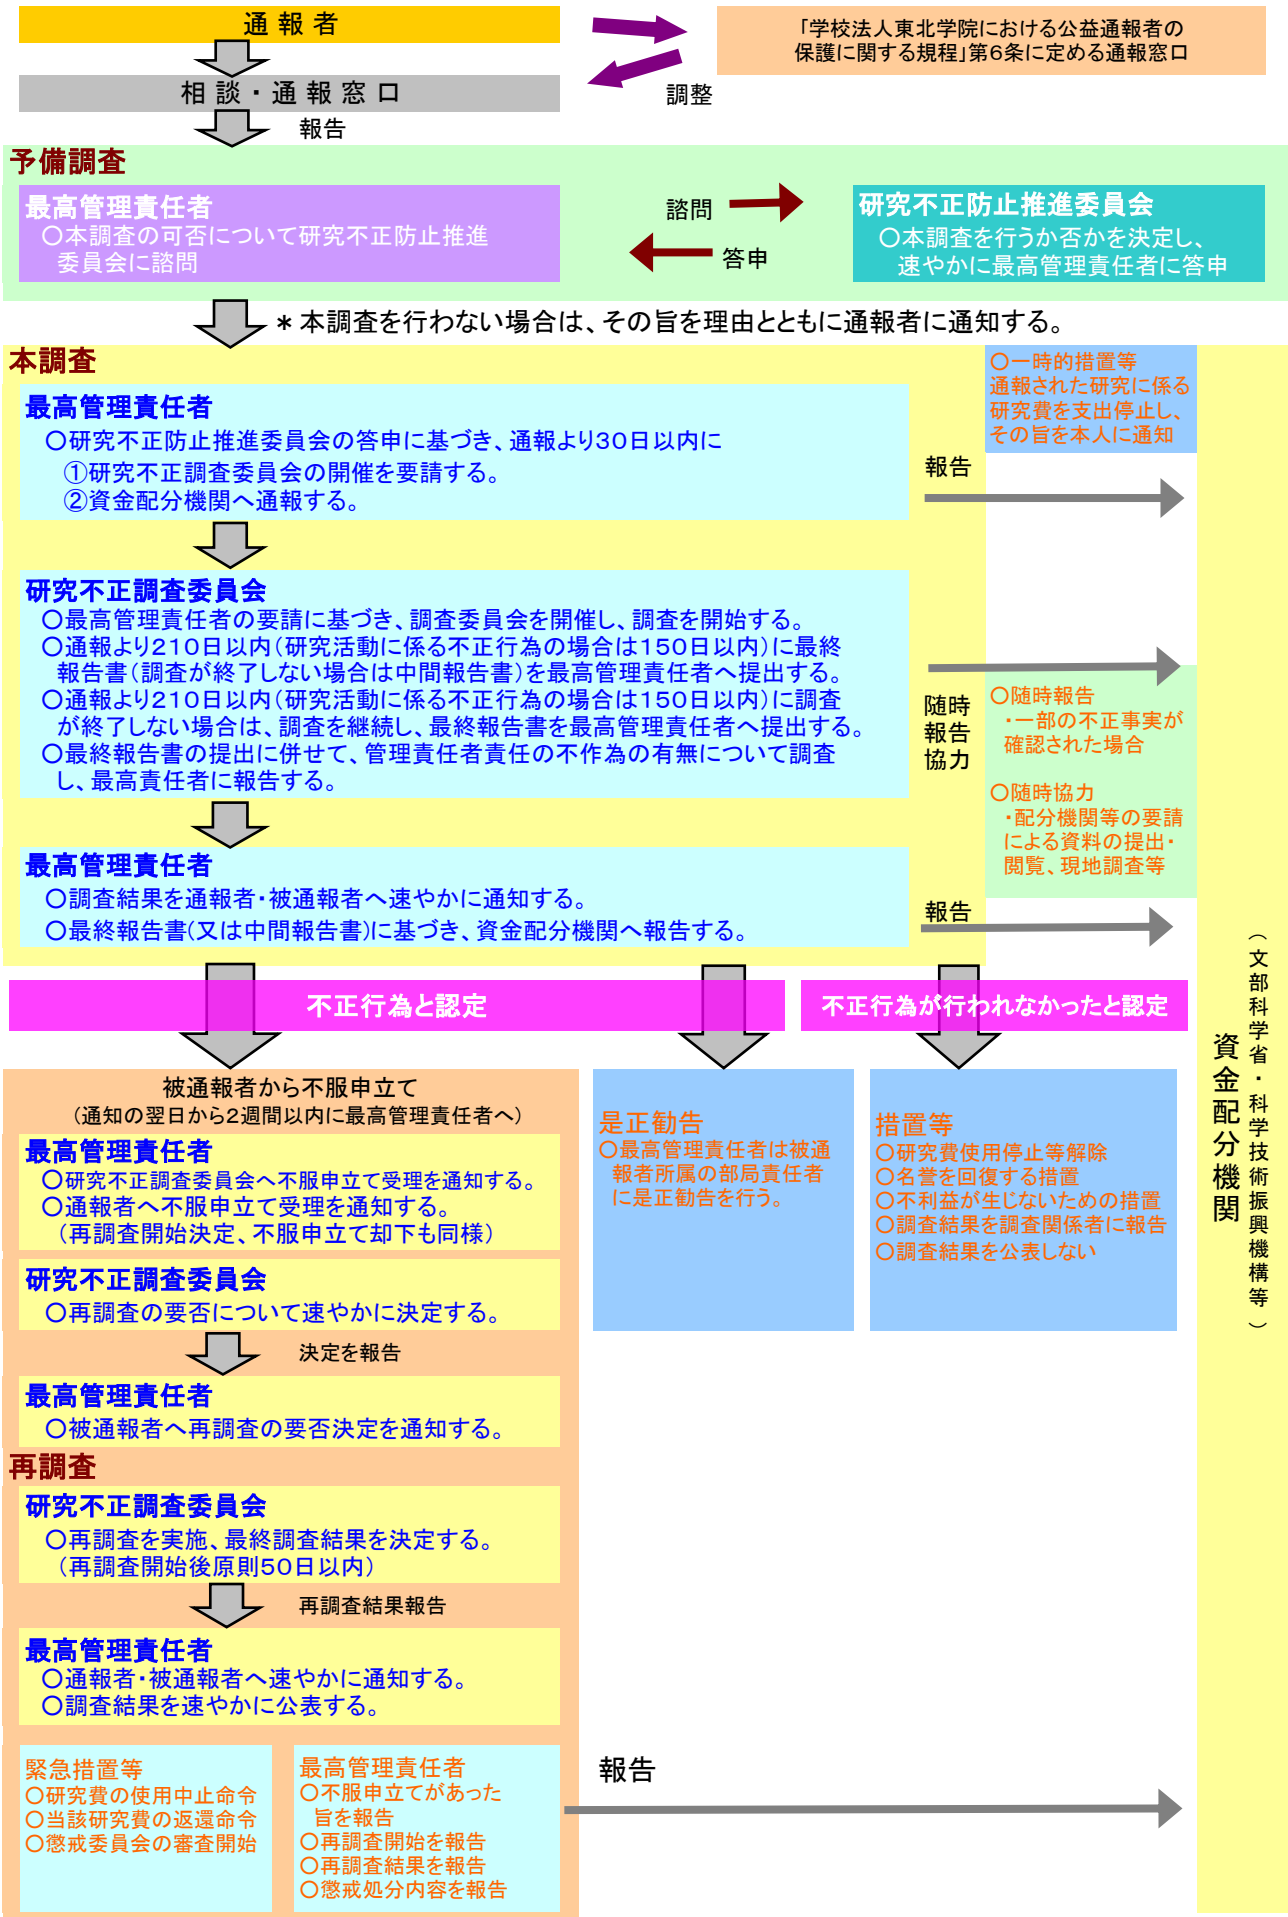 通報者
「学校法人東北学院における公益通報者の
保護に関する規程」第6条に定める通報窓口
相談・通報窓口
調整
報告
予備調査
最高管理責任者
○本調査の可否について研究不正防止推進
委員会に諮問
諮問
答申
研究不正防止推進委員会
○本調査を行うか否かを決定し、
速やかに最高管理責任者に答申
＊本調査を行わない場合は、その旨を理由とともに通報者に通知する。
本調査
最高管理責任者
○研究不正防止推進委員会の答申に基づき、通報より30日以内に
①研究不正調査委員会の開催を要請する。
②資金配分機関へ通報する。
○一時的措置等
通報された研究に係る
研究費を支出停止し、
その旨を本人に通知
報告
研究不正調査委員会
○最高管理責任者の要請に基づき、調査委員会を開催し、調査を開始する。
○通報より210日以内（研究活動に係る不正行為の場合は150日以内）に最終
報告書（調査が終了しない場合は中間報告書）を最高管理責任者へ提出する。
○通報より210日以内（研究活動に係る不正行為の場合は150日以内）に調査
が終了しない場合は、調査を継続し、最終報告書を最高管理責任者へ提出する。
○最終報告書の提出に併せて、管理責任者責任の不作為の有無について調査
し、最高責任者に報告する。
随時
報告
協力
○随時報告
・一部の不正事実が
確認された場合
○随時協力
・配分機関等の要請
による資料の提出・
閲覧、現地調査等
最高管理責任者
○調査結果を通報者・被通報者へ速やかに通知する。
○最終報告書(又は中間報告書)に基づき、資金配分機関へ報告する。
報告
資金配分機関
（文部科学省・科学技術振興機構等）
不正行為と認定
不正行為が行われなかったと認定
被通報者から不服申立て
（通知の翌日から2週間以内に最高管理責任者へ）
最高管理責任者
○研究不正調査委員会へ不服申立て受理を通知する。
○通報者へ不服申立て受理を通知する。
（再調査開始決定、不服申立て却下も同様）
研究不正調査委員会
○再調査の要否について速やかに決定する。
決定を報告
最高管理責任者
○被通報者へ再調査の要否決定を通知する。
是正勧告
○最高管理責任者は被通
報者所属の部局責任者
に是正勧告を行う。
措置等
○研究費使用停止等解除
○名誉を回復する措置
○不利益が生じないための措置
○調査結果を調査関係者に報告
○調査結果を公表しない
再調査
研究不正調査委員会
○再調査を実施、最終調査結果を決定する。
（再調査開始後原則50日以内）
再調査結果報告
最高管理責任者
○通報者・被通報者へ速やかに通知する。
○調査結果を速やかに公表する。
緊急措置等
○研究費の使用中止命令
○当該研究費の返還命令
○懲戒委員会の審査開始
最高管理責任者
○不服申立てがあった
旨を報告
○再調査開始を報告
○再調査結果を報告
○懲戒処分内容を報告
報告